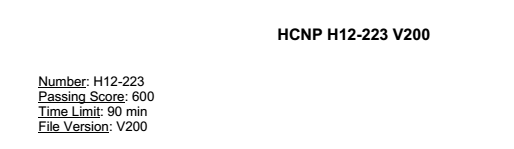 HCNP H12-223 V200
Number: H12-223
Passing Score: 600
Time Limit: 90 min
File Version: V200